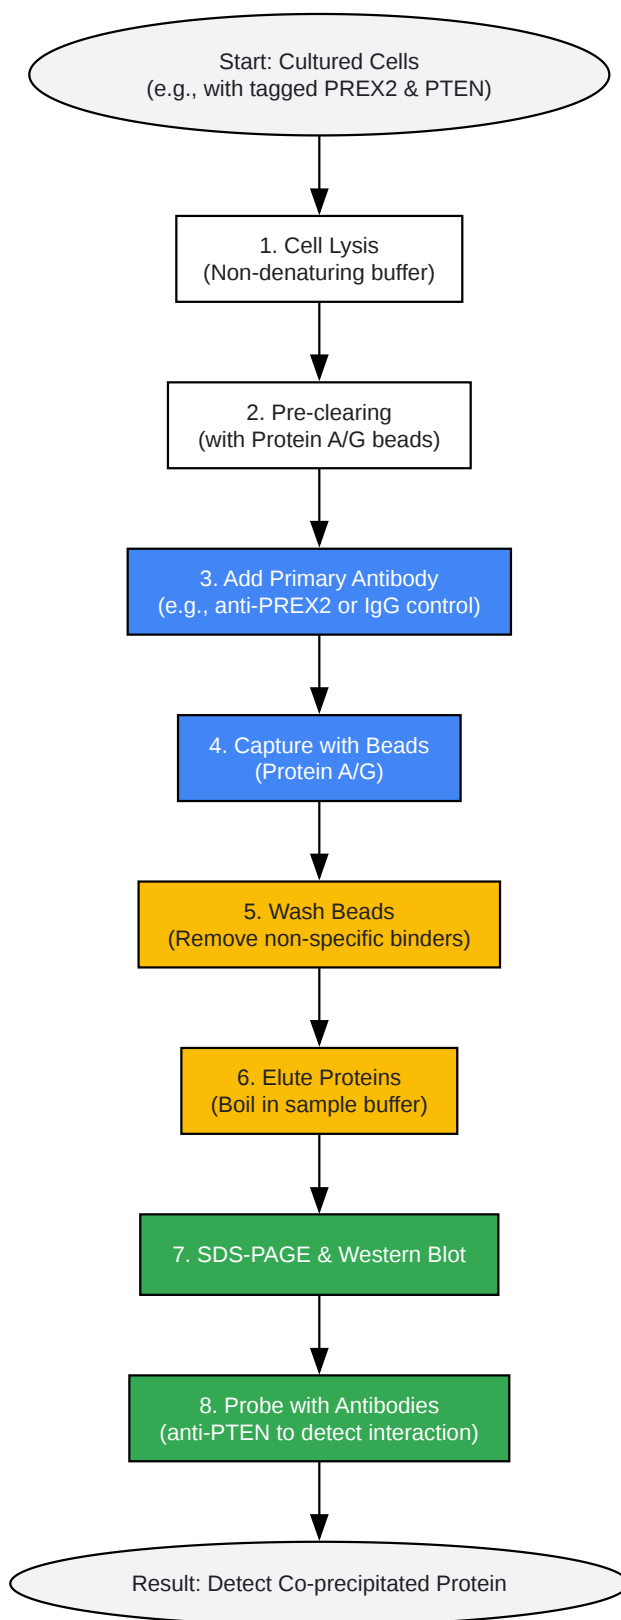 Start: Cultured Cells
(e.g., with tagged PREX2 & PTEN)
1. Cell Lysis
(Non-denaturing buffer)
2. Pre-clearing
(with Protein A/G beads)
3. Add Primary Antibody
(e.g., anti-PREX2 or IgG control)
4. Capture with Beads
(Protein A/G)
5. Wash Beads
(Remove non-specific binders)
6. Elute Proteins
(Boil in sample buffer)
7. SDS-PAGE & Western Blot
8. Probe with Antibodies
(anti-PTEN to detect interaction)
Result: Detect Co-precipitated Protein